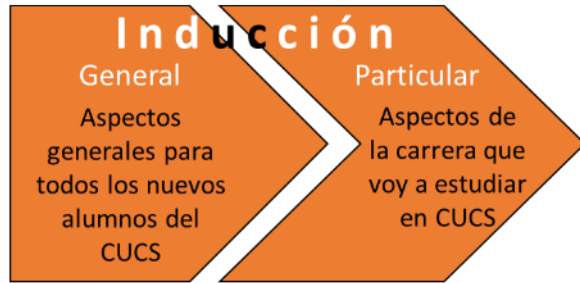 Inducción
General
Aspectos
generales para
todos los nuevos
alumnos del
CUCS
Particular
Aspectos de
la carrera que
voy a estudiar
en CUCS